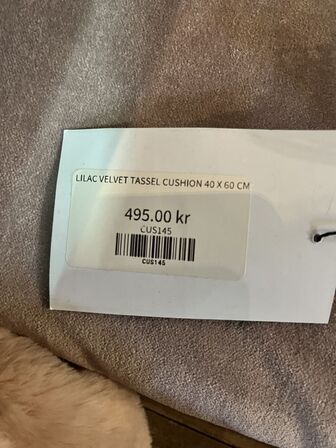 LILAC VELVET TASSEL CUSHION 40 X 60 CM
495.00 kr
CUS145
CUS145